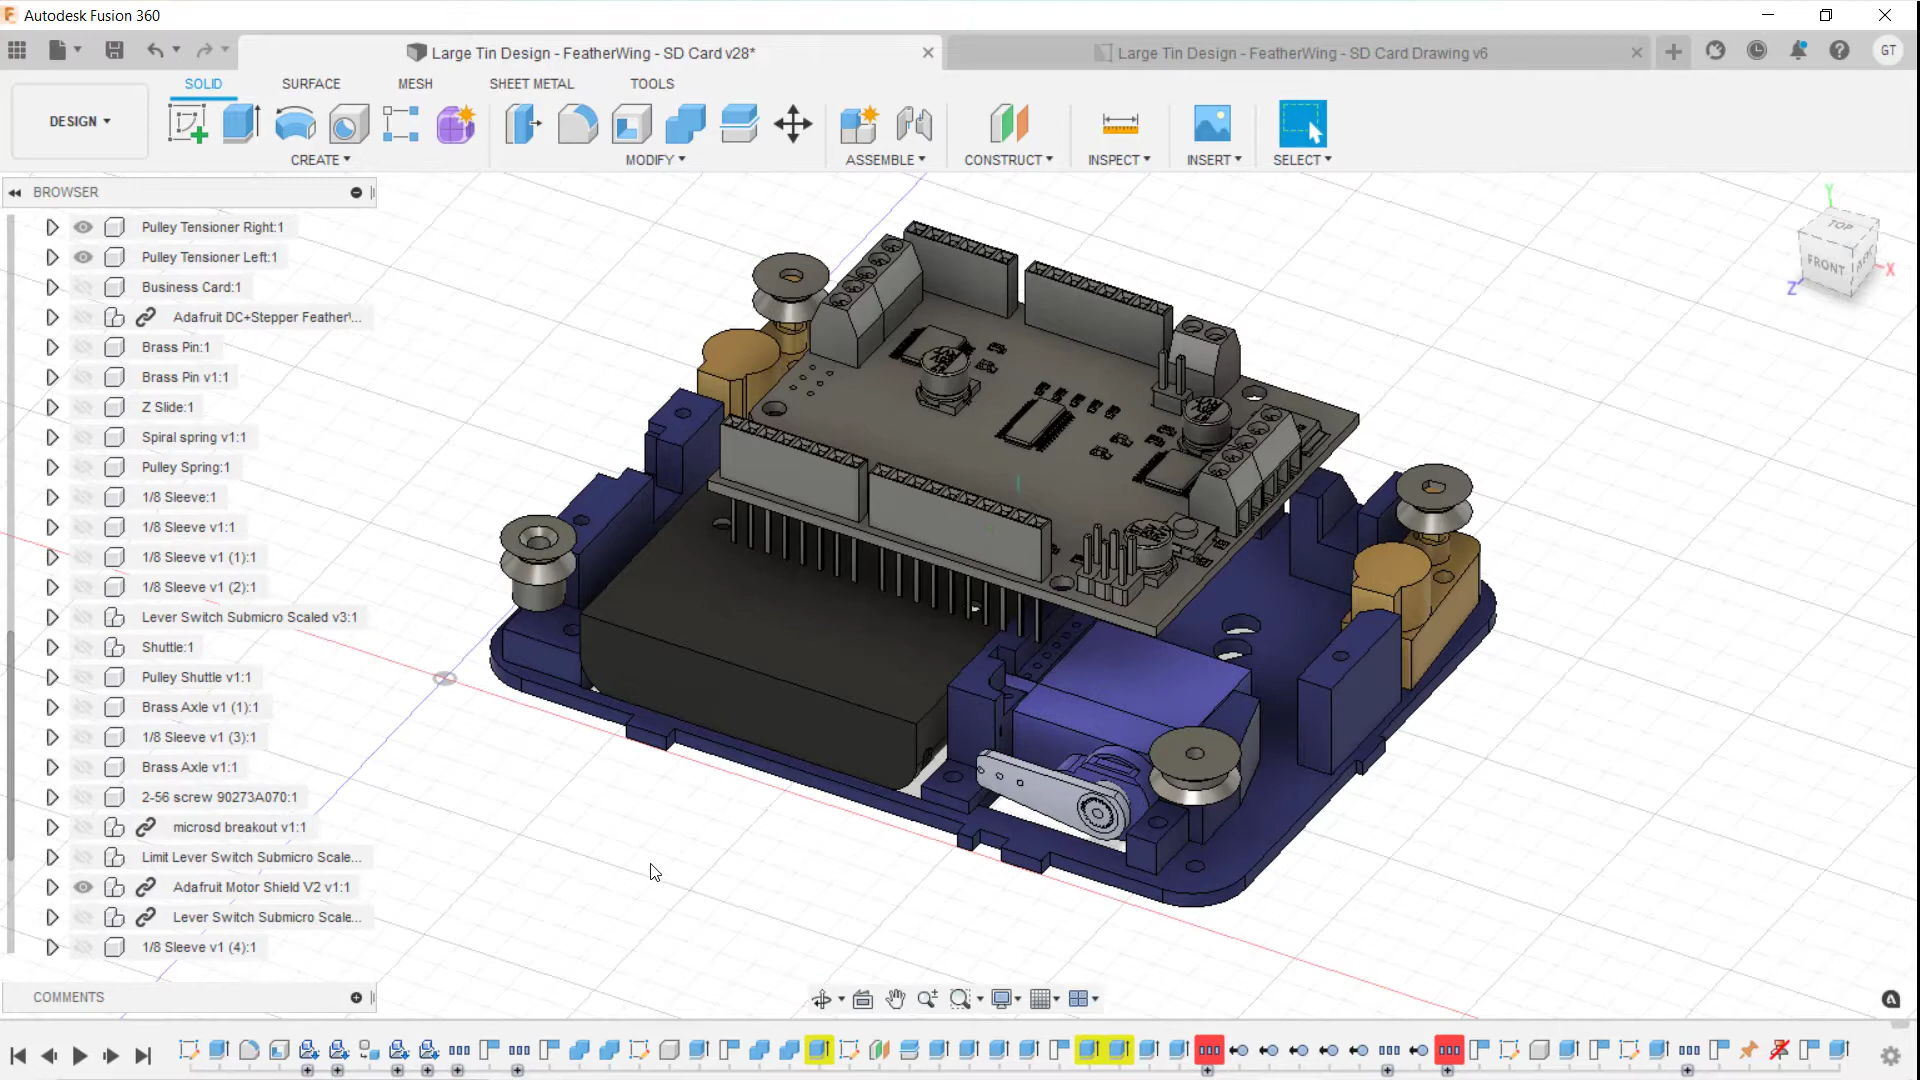 Autodesk Fusion 360
Large Tin Design - FeatherWing - SD Card v28*
Large Tin Design - FeatherWing - SD Card Drawing v6
GT
SOLID
SURFACE
MESH
SHEET METAL
TOOLS
DESIGN
CREATE
MODIFY
ASSEMBLE
CONSTRUCT
INSPECT
INSERT
SELECT
BROWSER
Pulley Tensioner Right:1
Pulley Tensioner Left:1
Business Card:1
Adafruit DC+Stepper Feather\...
Brass Pin:1
Brass Pin v1:1
Z Slide:1
Spiral spring v1:1
Pulley Spring:1
1/8 Sleeve:1
1/8 Sleeve v1:1
1/8 Sleeve v1 (1):1
1/8 Sleeve v1 (2):1
Lever Switch Submicro Scaled v3:1
Shuttle:1
Pulley Shuttle v1:1
Brass Axle v1 (1):1
1/8 Sleeve v1 (3):1
Brass Axle v1:1
2-56 screw 90273A070:1
microsd breakout v1:1
Limit Lever Switch Submicro Scale...
Adafruit Motor Shield V2 v1:1
Lever Switch Submicro Scale...
1/8 Sleeve v1 (4):1
COMMENTS
Y
TOP
FRONT
X
Z